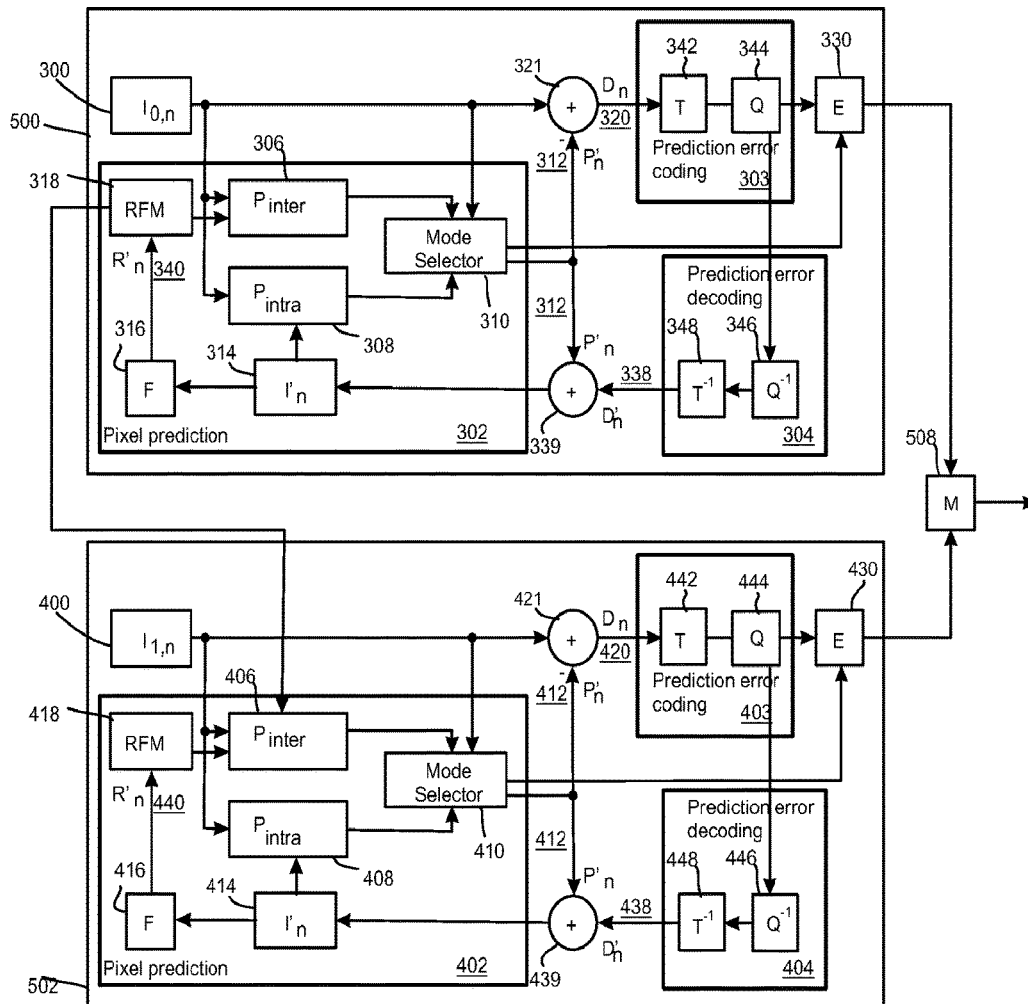 300
500
I0,n
321
+
Dn
320
342
T
344
Q
Prediction error
coding
303
330
E
-
312
P'n
318
RFM
306
Pinter
Mode
Selector
310
R'n
340
Pintra
308
312
P'n
316
F
314
I'n
Pixel prediction
302
+
339
338
D'n
Prediction error
decoding
348
T-1
346
Q-1
304
508
M
400
I1,n
421
+
Dn
420
442
T
444
Q
Prediction error
coding
403
430
E
-
412
P'n
418
RFM
406
Pinter
Mode
Selector
410
R'n
440
Pintra
408
412
P'n
416
F
414
I'n
Pixel prediction
402
+
439
438
D'n
Prediction error
decoding
448
T-1
446
Q-1
404
502